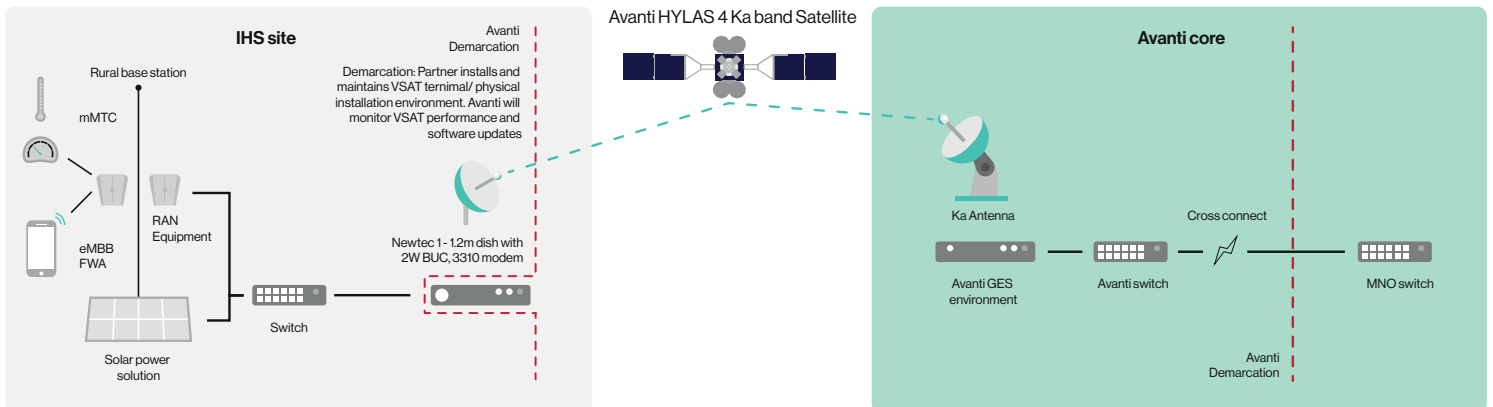 Avanti HYLAS 4 Ka band Satellite
IHS site
Avanti
Demarcation
Rural base station
Demarcation: Partner installs and
maintains VSAT ternimal/ physical
installation environment. Avanti will
monitor VSAT performance and
software updates
mMTC
RAN
Equipment
eMBB
FWA
Newtec 1 - 1.2m dish with
2W BUC, 3310 modem
Switch
Solar power
solution
Avanti core
Ka Antenna
Cross connect
Avanti GES
environment
Avanti switch
MNO switch
Avanti
Demarcation